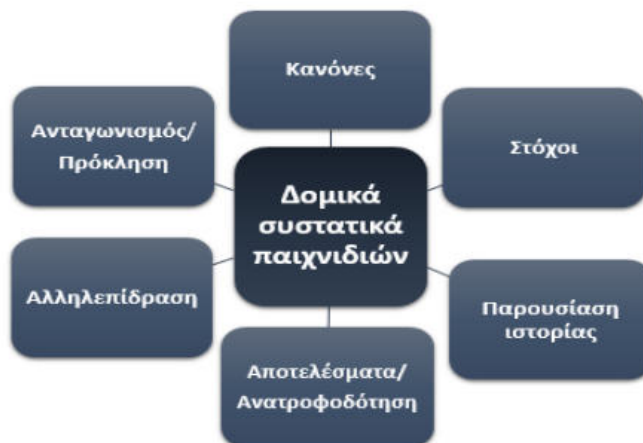 Κανόνες
Στόχοι
Παρουσίαση
ιστορίας
Αποτελέσματα/
Ανατροφοδότηση
Αλληλεπίδραση
Ανταγωνισμός/
Πρόκληση
Δομικά
συστατικά
παιχνιδιών